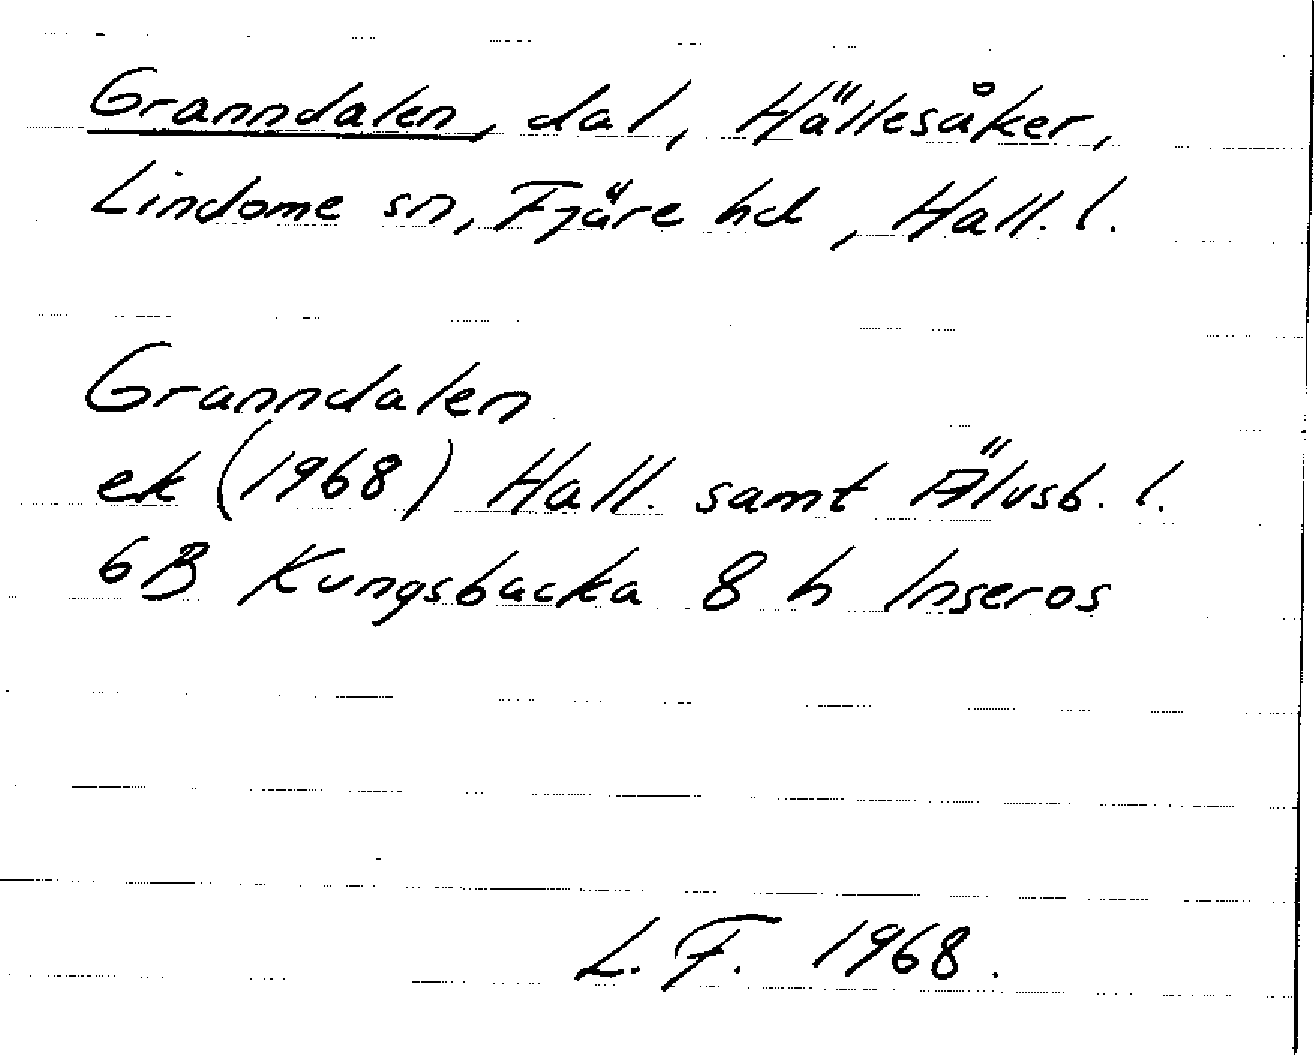 Granndalen, dal, Hällesåker,
Lindome sn, Fjäre hd, Hall. l.
Granndalen
ek (1968) Hall. samt Älvsb. l.
6B Kungsbacka 8 h Inseros
L. F. 1968.